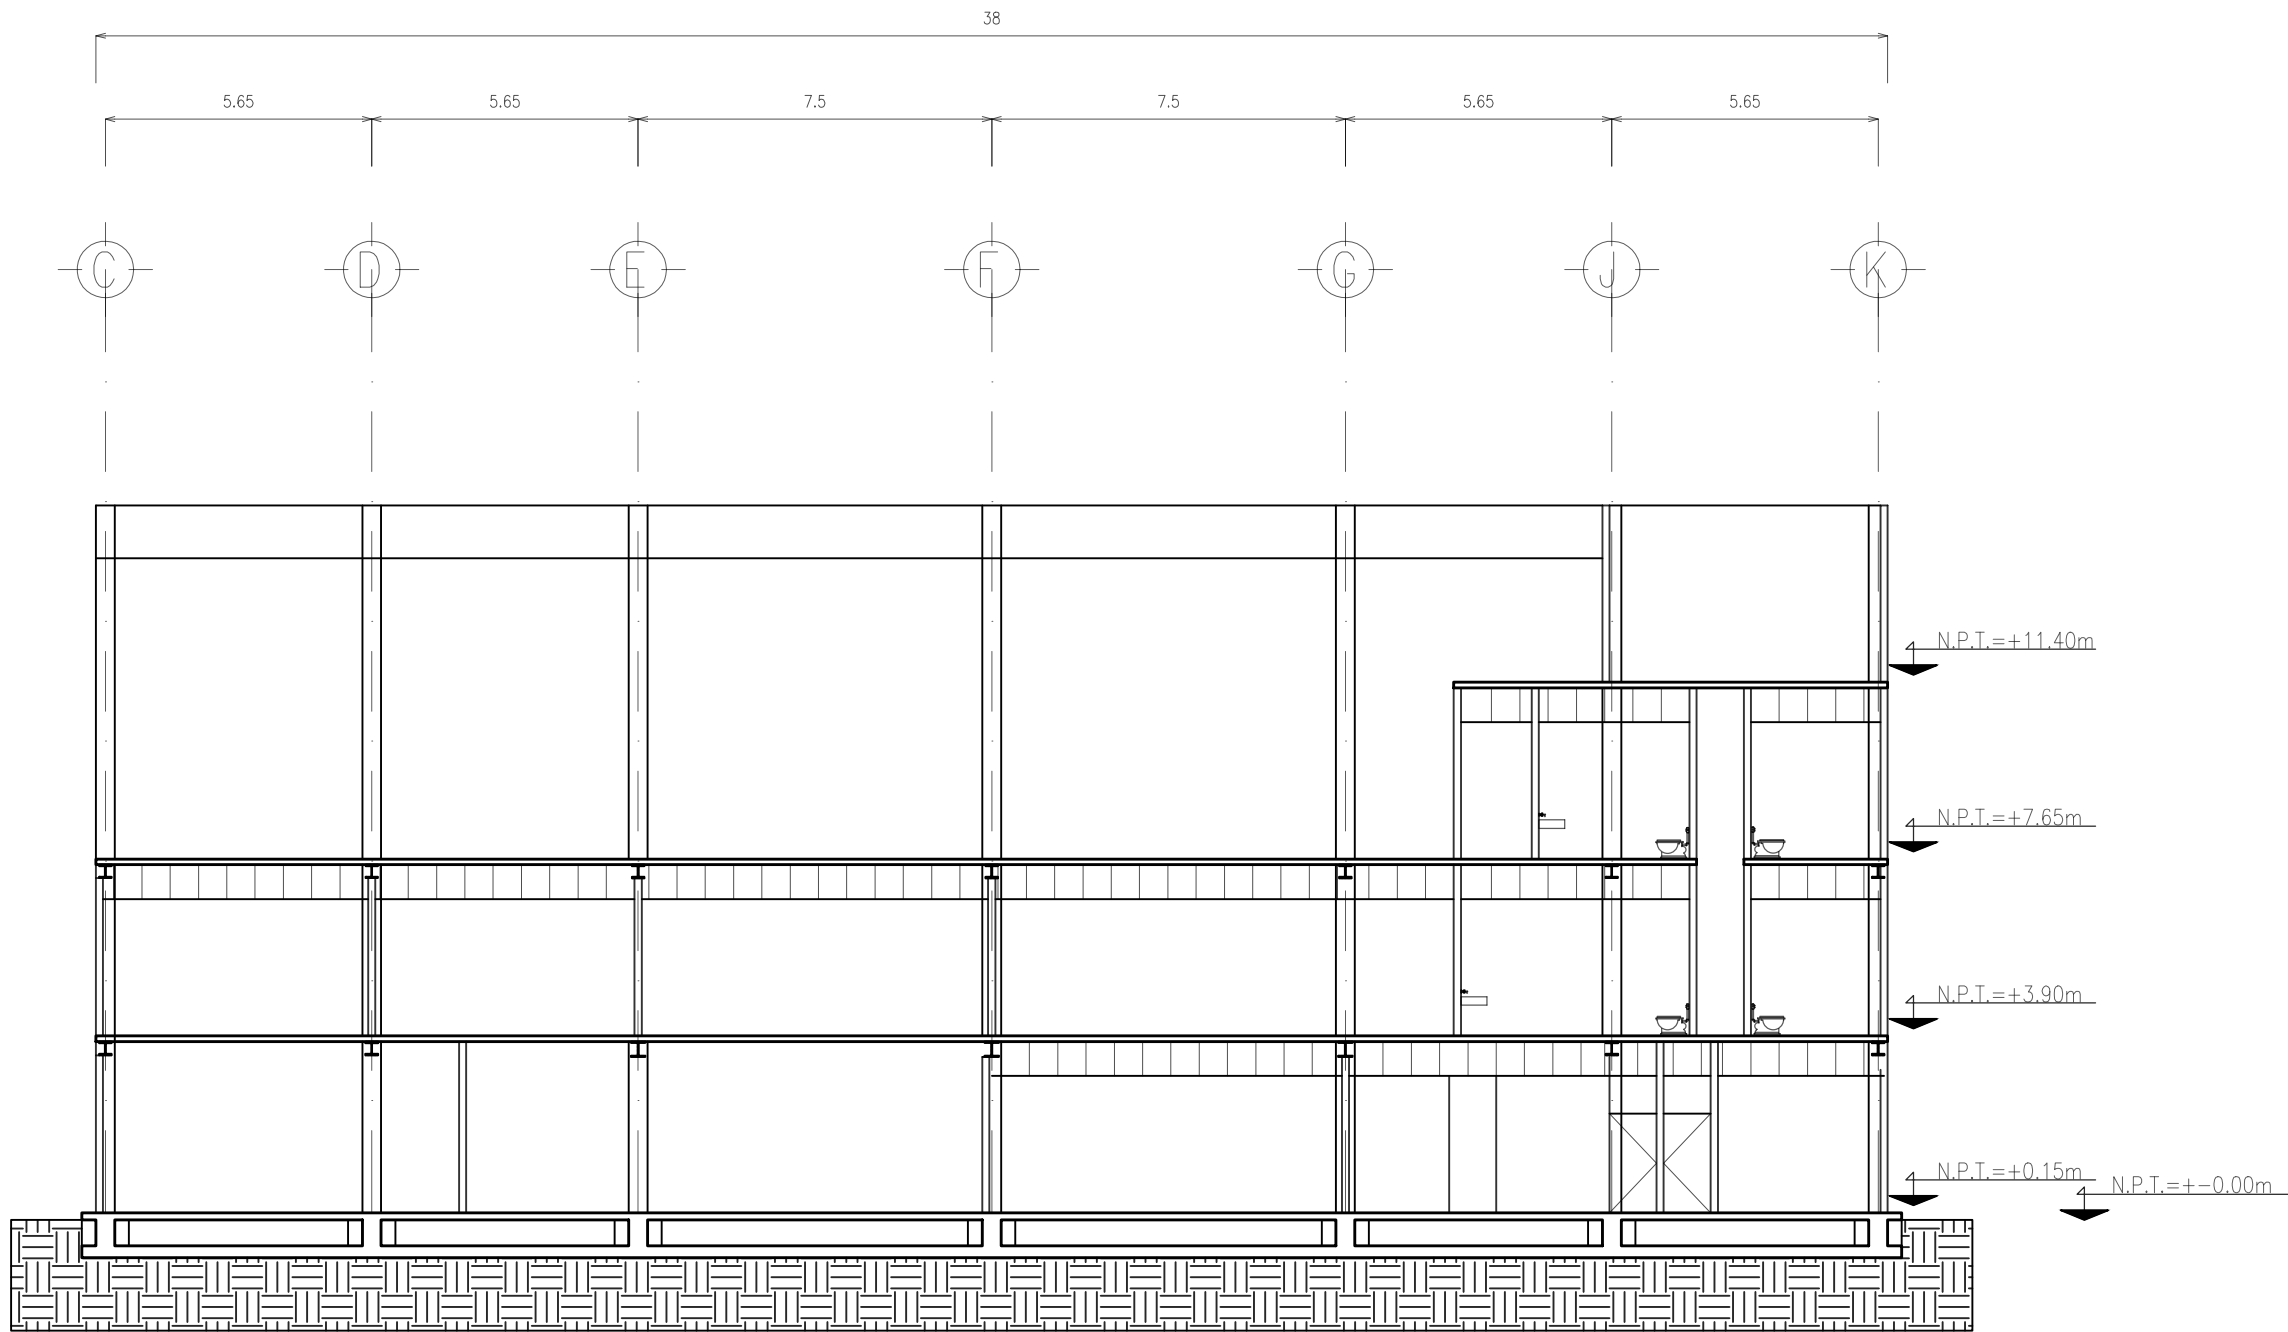 38
5.65 5.65 7.5 7.5 5.65 5.65
C D E F G J K
N.P.T.=+11.40m
N.P.T.=+7.65m
N.P.T.=+3.90m
N.P.T.=+0.15m
N.P.T.=+-0.00m